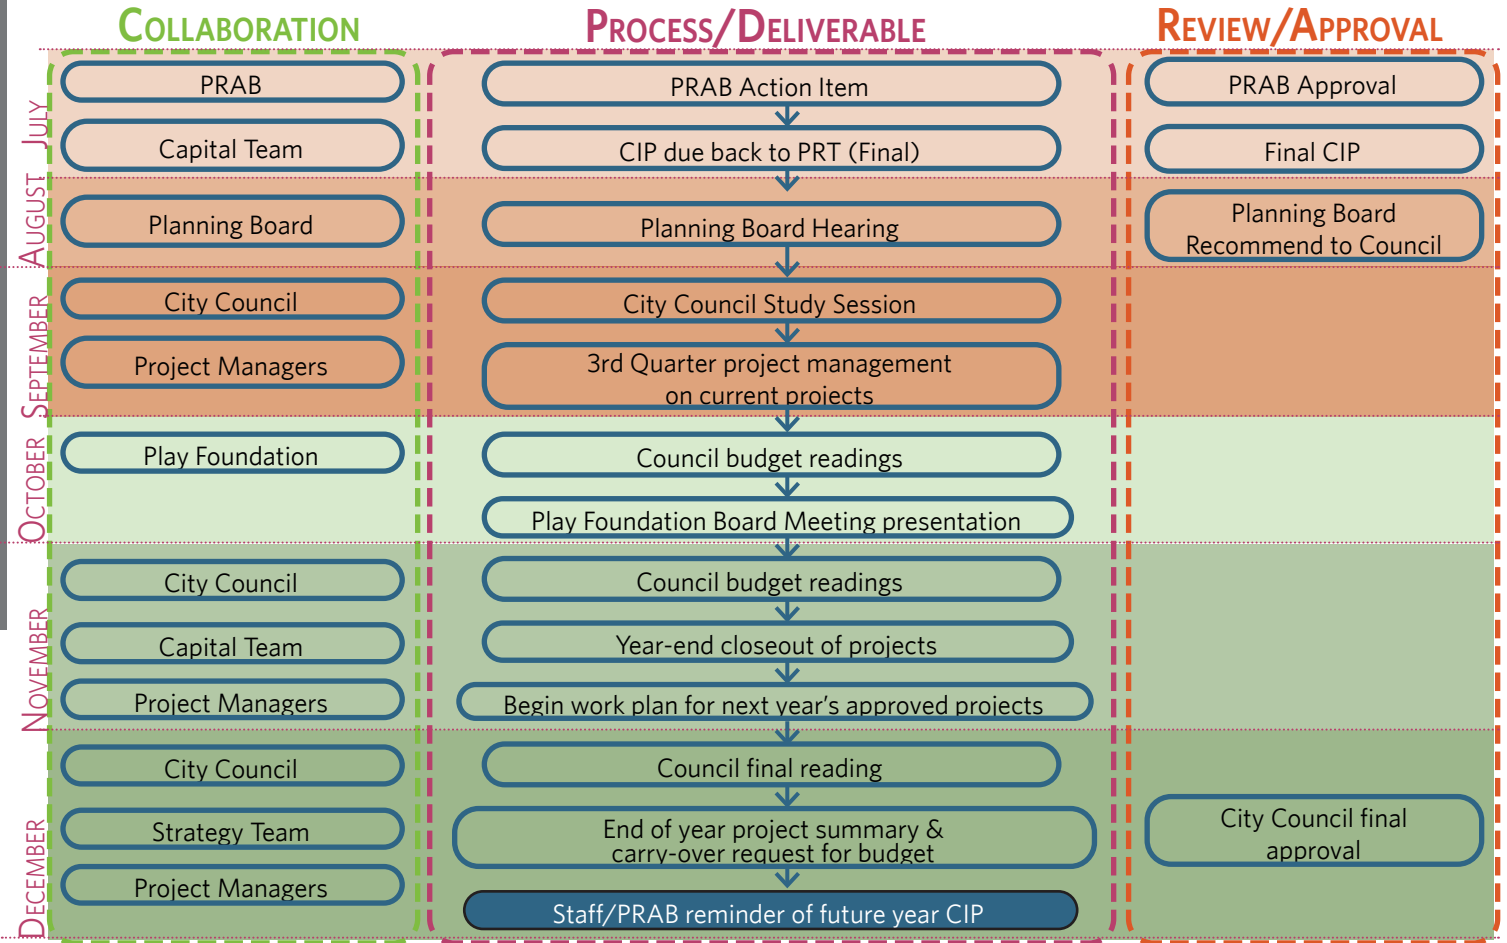 COLLABORATION
PROCESS/DELIVERABLE
REVIEW/APPROVAL
JULY
PRAB
PRAB Action Item
PRAB Approval
Capital Team
CIP due back to PRT (Final)
Final CIP
AUGUST
Planning Board
Planning Board Hearing
Planning Board
Recommend to Council
SEPTEMBER
City Council
City Council Study Session
Project Managers
3rd Quarter project management
on current projects
OCTOBER
Play Foundation
Council budget readings
Play Foundation Board Meeting presentation
NOVEMBER
City Council
Council budget readings
Capital Team
Year-end closeout of projects
Project Managers
Begin work plan for next year's approved projects
DECEMBER
City Council
Council final reading
Strategy Team
End of year project summary &
carry-over request for budget
City Council final
approval
Project Managers
Staff/PRAB reminder of future year CIP